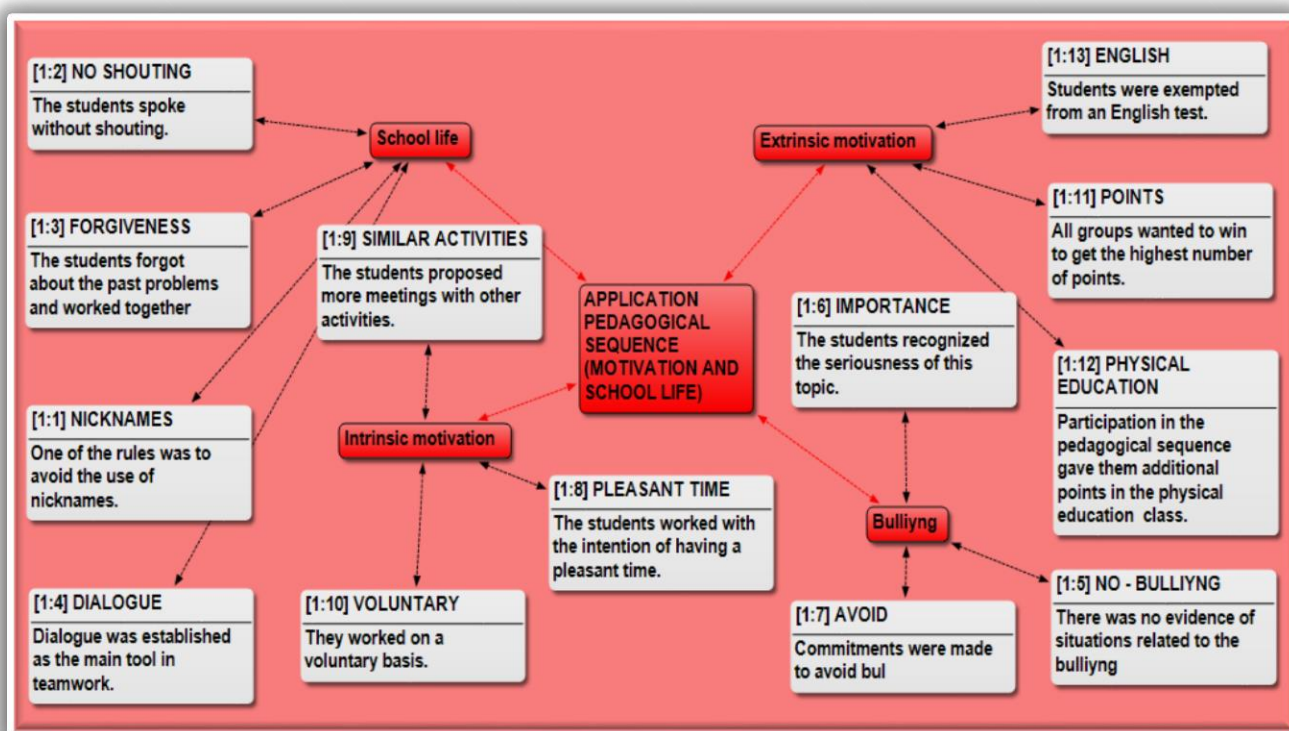 [1:2] NO SHOUTING
The students spoke
without shouting.
[1:3] FORGIVENESS
The students forgot
about the past problems
and worked together
[1:1] NICKNAMES
One of the rules was to
avoid the use of
nicknames.
[1:4] DIALOGUE
Dialogue was established
as the main tool in
teamwork.
School life
[1:9] SIMILAR ACTIVITIES
The students proposed
more meetings with other
activities.
Intrinsic motivation
[1:10] VOLUNTARY
They worked on a
voluntary basis.
[1:8] PLEASANT TIME
The students worked with
the intention of having a
pleasant time.
APPLICATION
PEDAGOGICAL
SEQUENCE
(MOTIVATION AND
SCHOOL LIFE)
Extrinsic motivation
[1:13] ENGLISH
Students were exempted
from an English test.
[1:11] POINTS
All groups wanted to win
to get the highest number
of points.
[1:12] PHYSICAL
EDUCATION
Participation in the
pedagogical sequence
gave them additional
points in the physical
education class.
[1:6] IMPORTANCE
The students recognized
the seriousness of this
topic.
Bulliyng
[1:7] AVOID
Commitments were made
to avoid bul
[1:5] NO - BULLIYNG
There was no evidence of
situations related to the
bulliyng